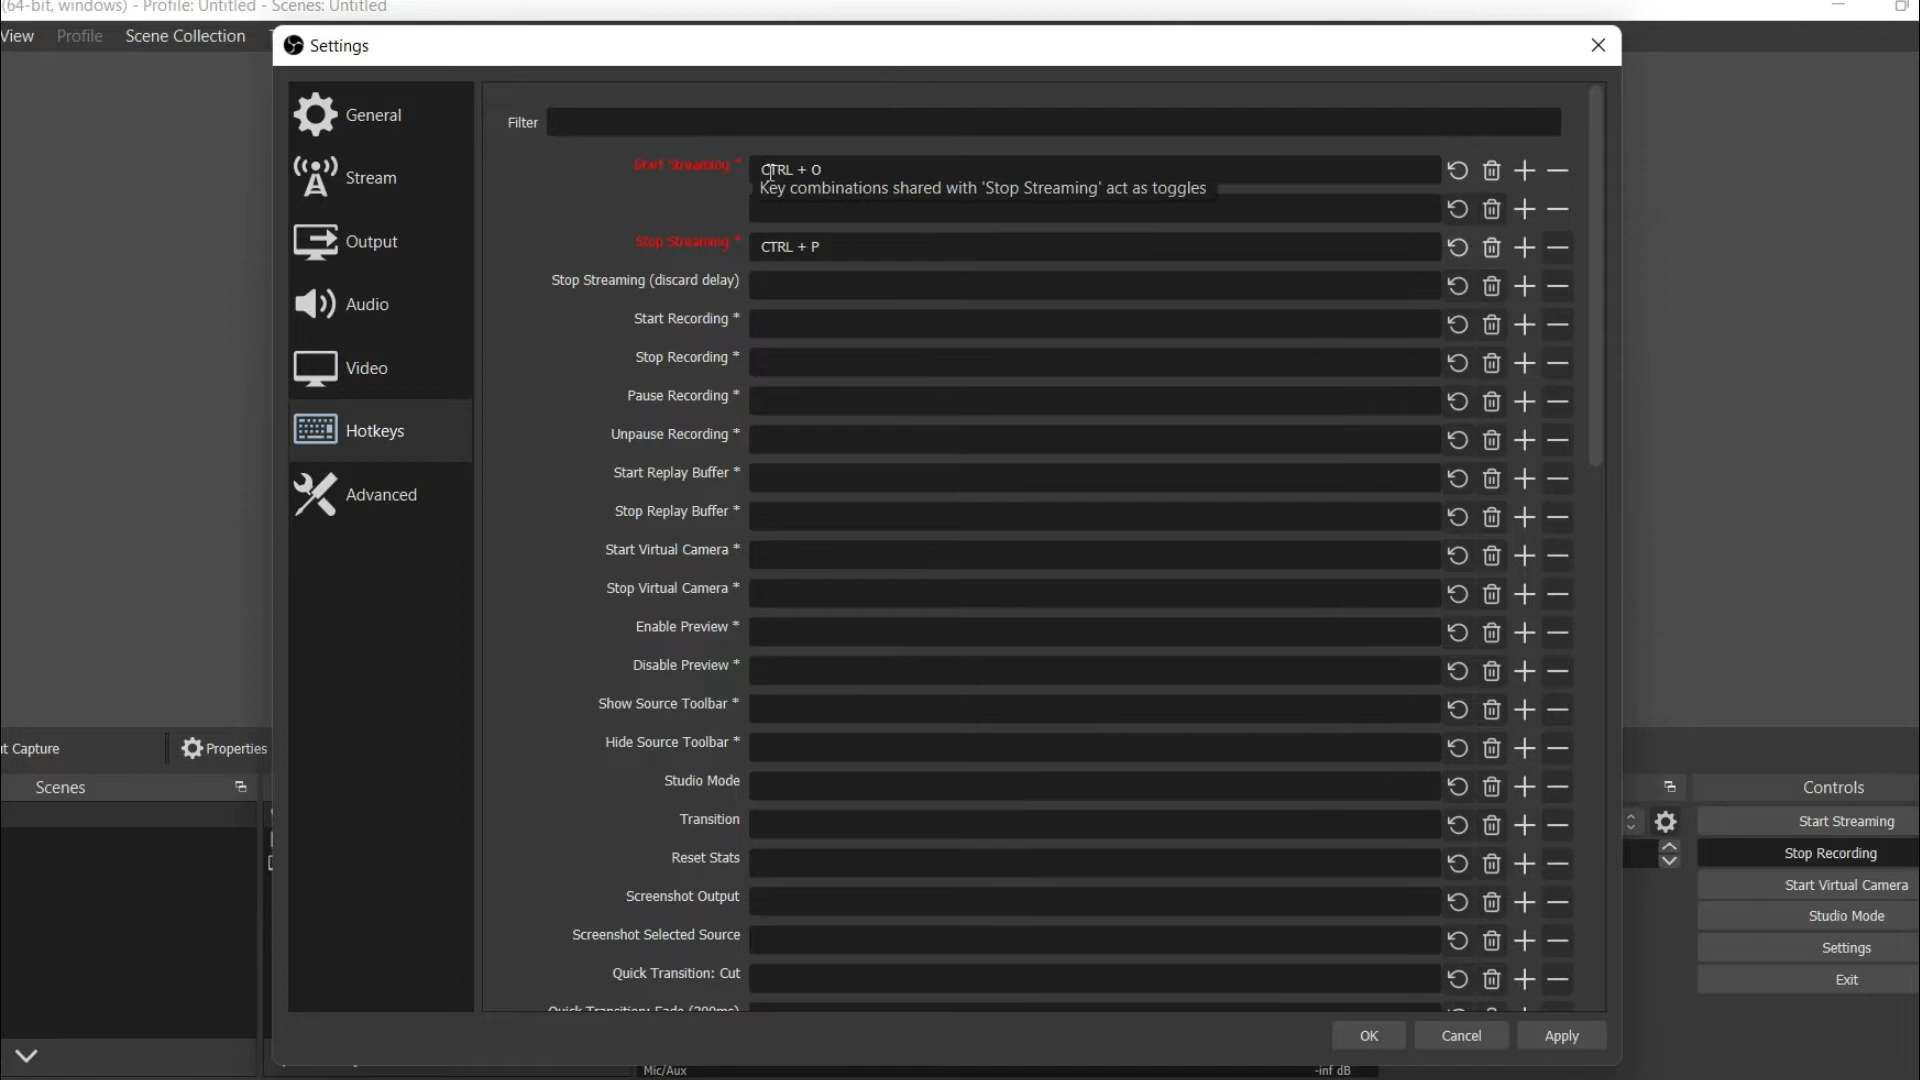 (64-bit, windows) - Profile: Untitled - Scenes: Untitled
View Profile Scene Collection
Settings
General
Stream
Output
Audio
Video
Hotkeys
Advanced
Filter
Start Streaming * CTRL + O
Key combinations shared with 'Stop Streaming' act as toggles
Stop Streaming * CTRL + P
Stop Streaming (discard delay)
Start Recording *
Stop Recording *
Pause Recording *
Unpause Recording *
Start Replay Buffer *
Stop Replay Buffer *
Start Virtual Camera *
Stop Virtual Camera *
Enable Preview *
Disable Preview *
Show Source Toolbar *
Hide Source Toolbar *
Studio Mode
Transition
Reset Stats
Screenshot Output
Screenshot Selected Source
Quick Transition: Cut
Quick Transition: Fade (300ms)
OK Cancel Apply
t Capture
Properties
Scenes
Controls
Start Streaming
Stop Recording
Start Virtual Camera
Studio Mode
Settings
Exit
Mic/Aux -inf dB